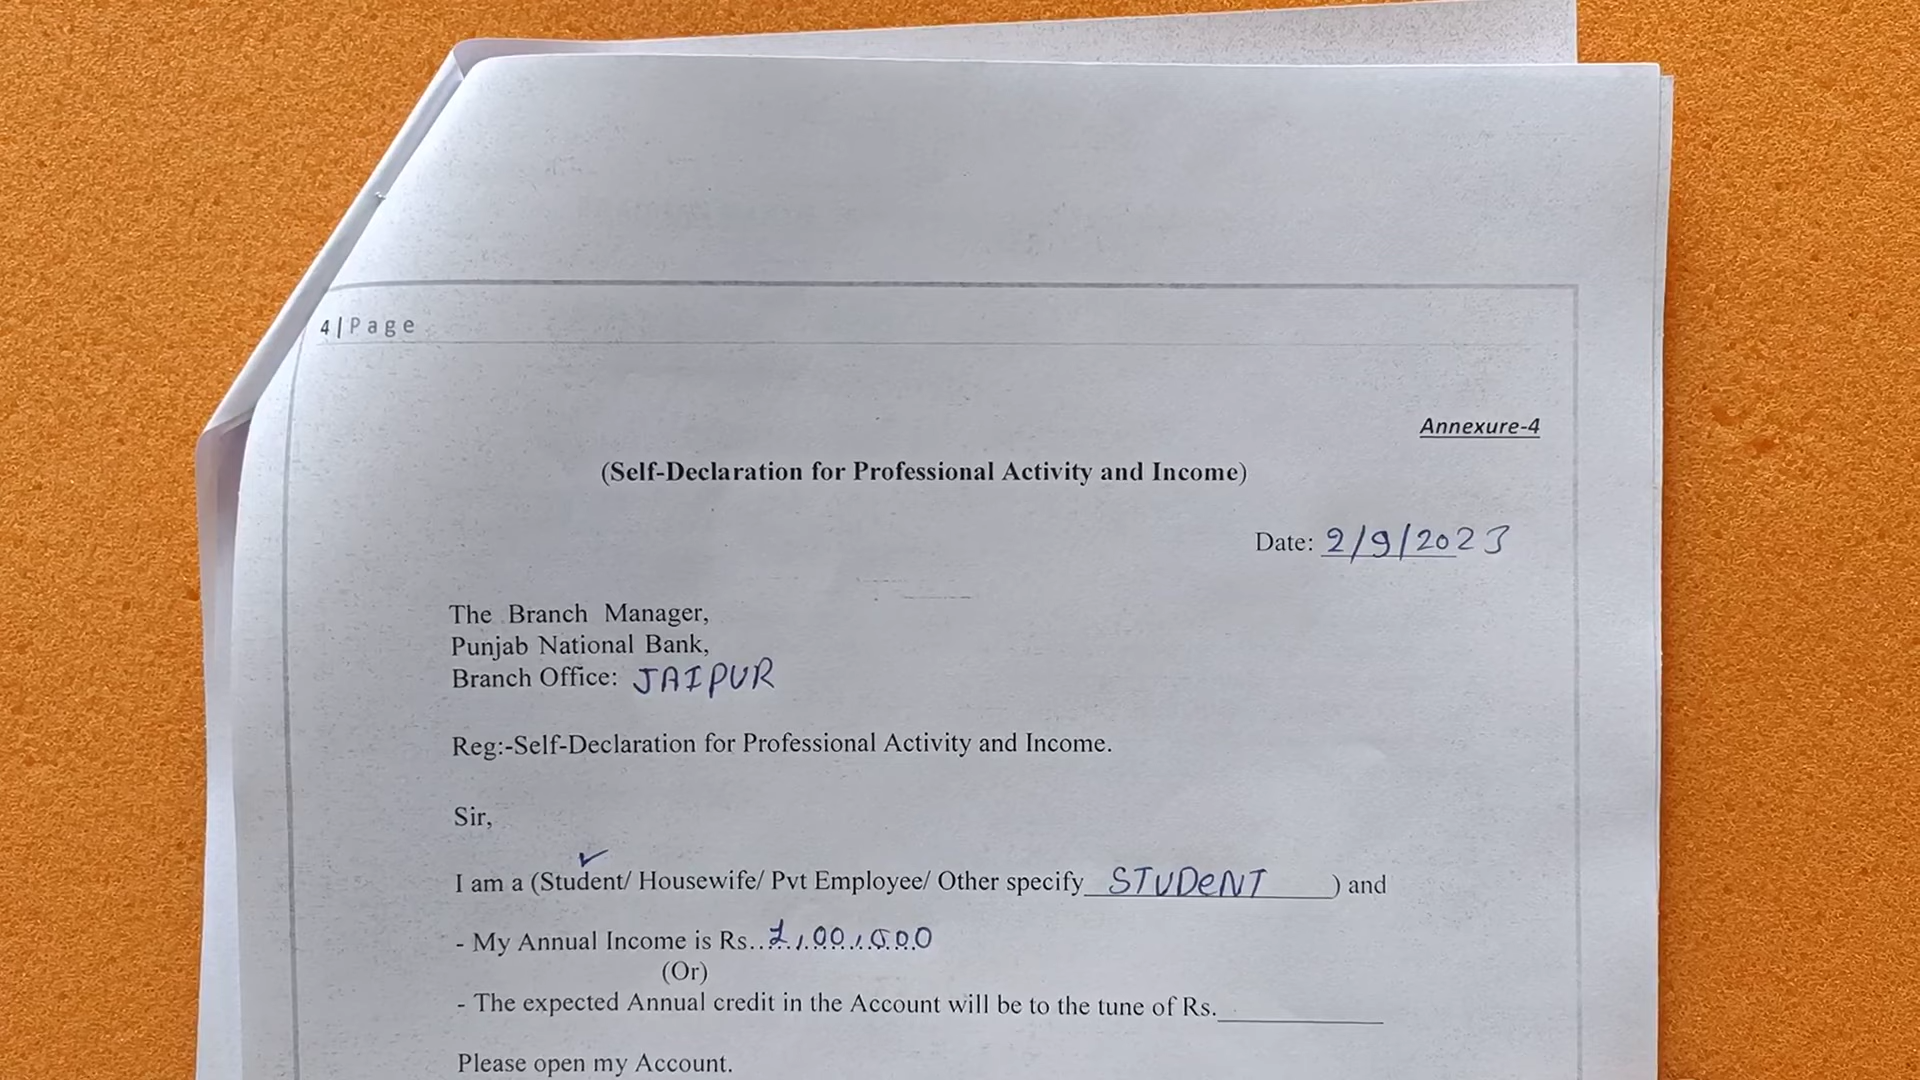 4 | Page
Annexure-4
(Self-Declaration for Professional Activity and Income)
Date: 2/9/2023
The Branch Manager,
Punjab National Bank,
Branch Office: JAIPUR
Reg:-Self-Declaration for Professional Activity and Income.
Sir,
I am a (Student/ Housewife/ Pvt Employee/ Other specify STUDeNT ) and
- My Annual Income is Rs..1,00,000
(Or)
- The expected Annual credit in the Account will be to the tune of Rs.___________
Please open my Account.